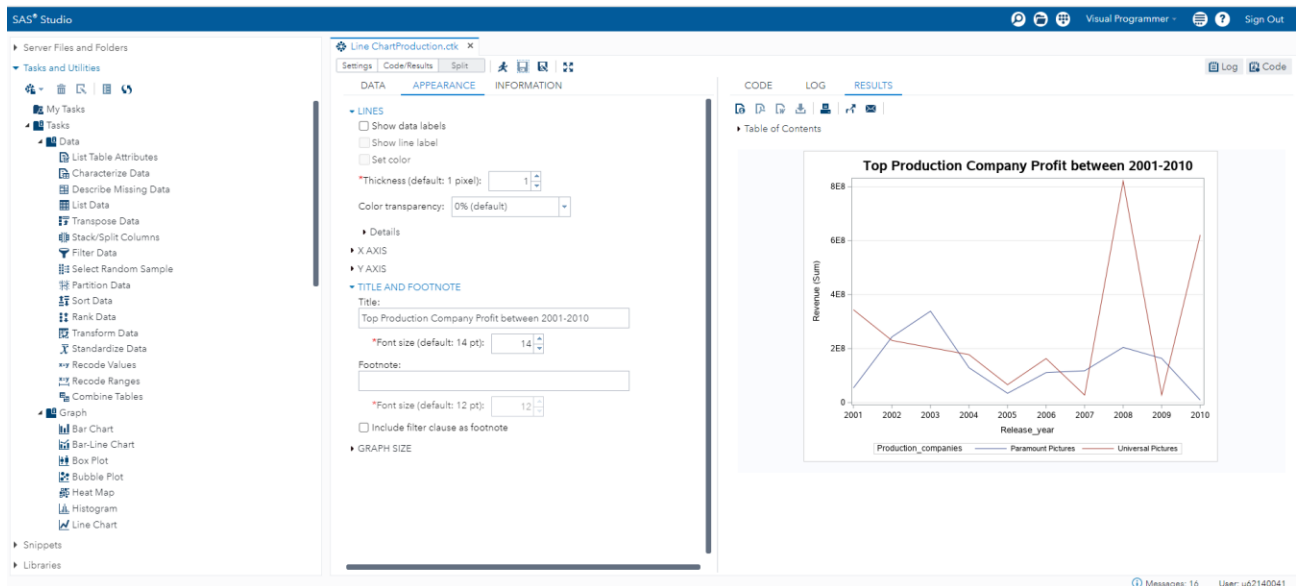 SAS® Studio
Visual Programmer
Sign Out
Server Files and Folders
Tasks and Utilities
My Tasks
Tasks
Data
List Table Attributes
Characterize Data
Describe Missing Data
List Data
Transpose Data
Stack/Split Columns
Filter Data
Select Random Sample
Partition Data
Sort Data
Rank Data
Transform Data
Standardize Data
Recode Values
Recode Ranges
Combine Tables
Graph
Bar Chart
Bar-Line Chart
Box Plot
Bubble Plot
Heat Map
Histogram
Line Chart
Snippets
Libraries
Line ChartProduction.ctk
Settings Code/Results Split
Log Code
DATA APPEARANCE INFORMATION
LINES
Show data labels
Show line label
Set color
*Thickness (default: 1 pixel): 1
Color transparency: 0% (default)
Details
X AXIS
Y AXIS
TITLE AND FOOTNOTE
Title:
Top Production Company Profit between 2001-2010
*Font size (default: 14 pt): 14
Footnote:
*Font size (default: 12 pt): 12
Include filter clause as footnote
GRAPH SIZE
CODE LOG RESULTS
Table of Contents
Top Production Company Profit between 2001-2010
8E8
6E8
4E8
2E8
0
Revenue (Sum)
2001 2002 2003 2004 2005 2006 2007 2008 2009 2010
Release_year
Production_companies Paramount Pictures Universal Pictures
Messages: 16 User: u62140041